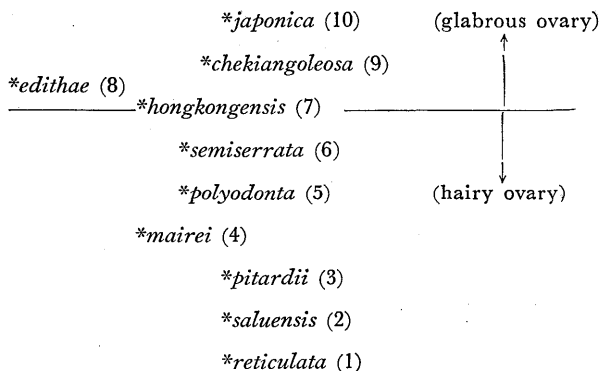 *japonica (10) (glabrous ovary)
*chekiangoleosa (9)
*edithae (8)
*hongkongensis (7)
*semiserrata (6)
*polyodonta (5) (hairy ovary)
*mairei (4)
*pitardii (3)
*saluensis (2)
*reticulata (1)